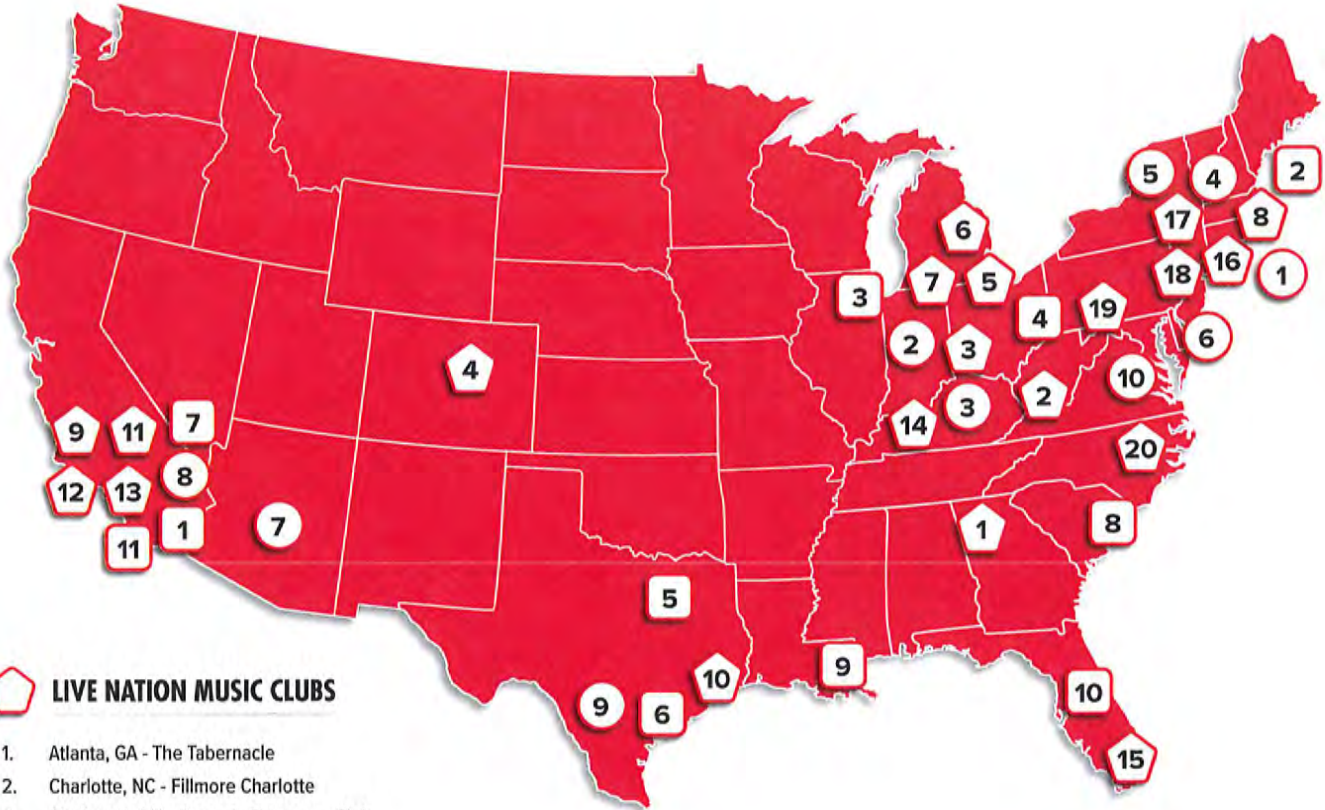 5 4 2
17 8
6
7 5 18 16 1
3
4 19 6
2 3
4 10
14 3 2
9 11 7
20
12 13 8
7 1 8
11 1
5
9
10 10
9 6
15
LIVE NATION MUSIC CLUBS
1. Atlanta, GA - The Tabernacle
2. Charlotte, NC - Fillmore Charlotte